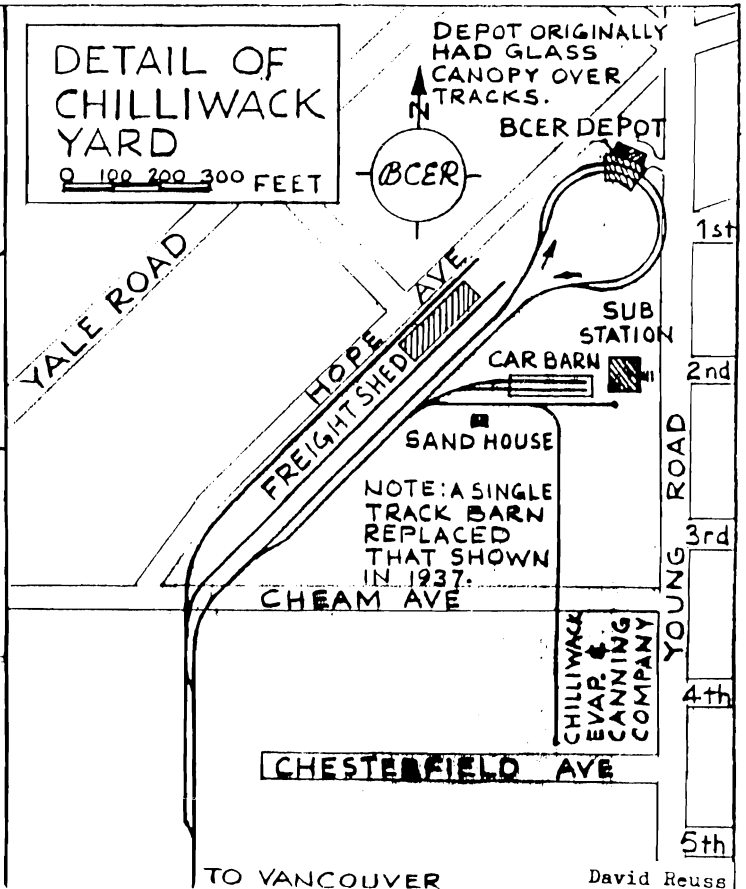 DETAIL OF
CHILLIWACK
YARD
0 100 200 300 FEET
DEPOT ORIGINALLY
HAD GLASS
CANOPY OVER
TRACKS.
N
BCER
BCER DEPOT
1st
YALE ROAD
HOPE AVE
FREIGHT SHED
SUB
STATION
CAR BARN
2nd
SAND HOUSE
NOTE: A SINGLE
TRACK BARN
REPLACED
THAT SHOWN
IN 1937.
YOUNG ROAD
3rd
CHEAM AVE
CHILLIWACK
EVAP. &
CANNING
COMPANY
4th
CHESTERFIELD AVE
5th
TO VANCOUVER
David Reuss